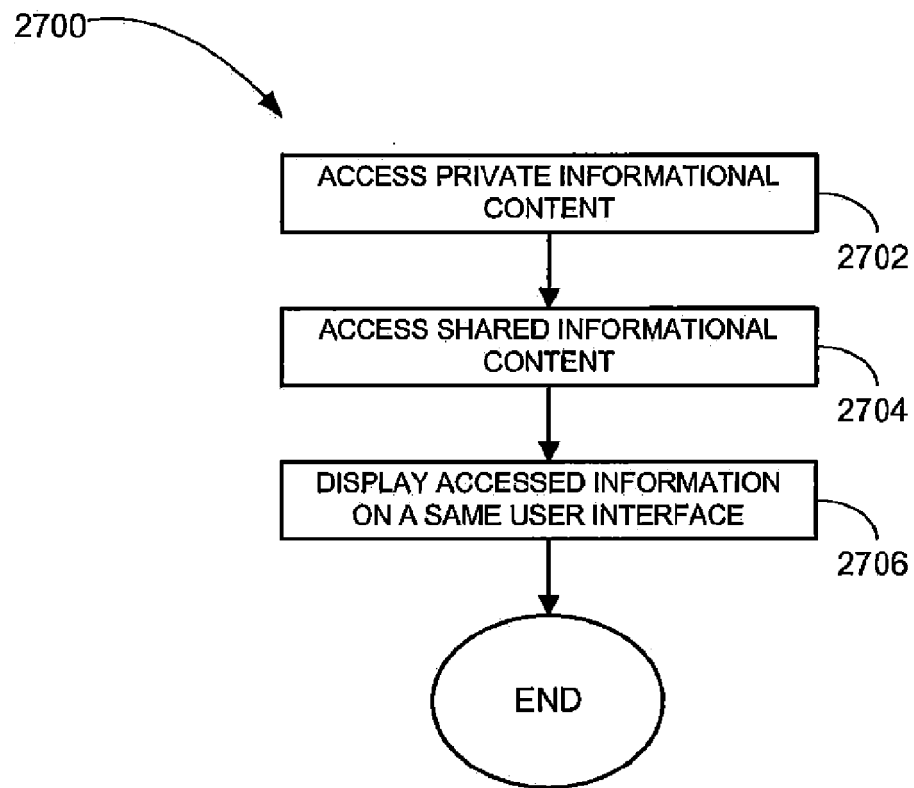 2700
ACCESS PRIVATE INFORMATIONAL
CONTENT
2702
ACCESS SHARED INFORMATIONAL
CONTENT
2704
DISPLAY ACCESSED INFORMATION
ON A SAME USER INTERFACE
2706
END